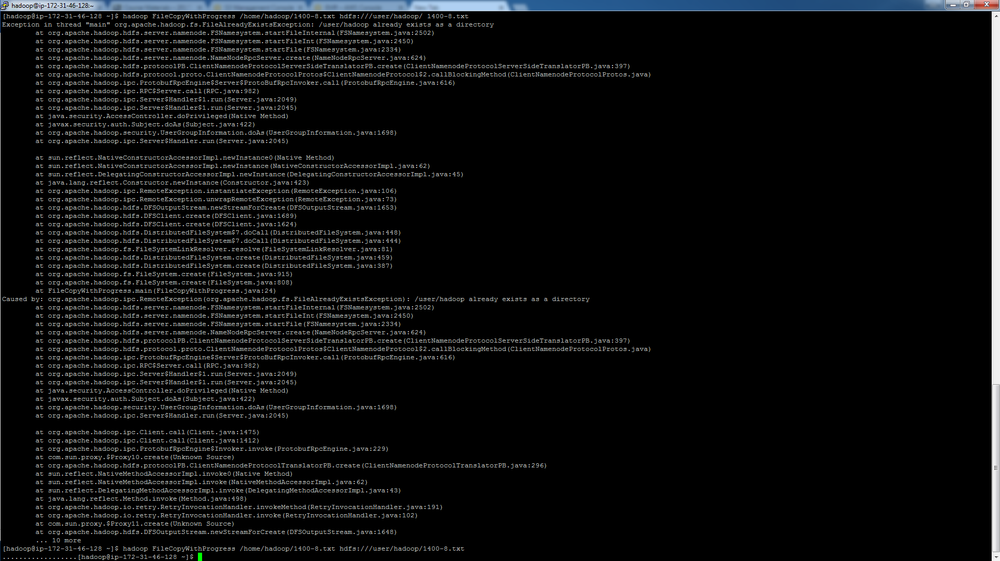 hadoop@ip-172-31-46-128:~
[hadoop@ip-172-31-46-128 ~]$ hadoop FileCopyWithProgress /home/hadoop/1400-8.txt hdfs:///user/hadoop/ 1400-8.txt
Exception in thread "main" org.apache.hadoop.fs.FileAlreadyExistsException: /user/hadoop already exists as a directory
at org.apache.hadoop.hdfs.server.namenode.FSNamesystem.startFileInternal(FSNamesystem.java:2502)
at org.apache.hadoop.hdfs.server.namenode.FSNamesystem.startFileInt(FSNamesystem.java:2450)
at org.apache.hadoop.hdfs.server.namenode.FSNamesystem.startFile(FSNamesystem.java:2334)
at org.apache.hadoop.hdfs.server.namenode.NameNodeRpcServer.create(NameNodeRpcServer.java:624)
at org.apache.hadoop.hdfs.protocolPB.ClientNamenodeProtocolServerSideTranslatorPB.create(ClientNamenodeProtocolServerSideTranslatorPB.java:397)
at org.apache.hadoop.hdfs.protocol.proto.ClientNamenodeProtocolProtos$ClientNamenodeProtocol$2.callBlockingMethod(ClientNamenodeProtocolProtos.java)
at org.apache.hadoop.ipc.ProtobufRpcEngine$Server$ProtoBufRpcInvoker.call(ProtobufRpcEngine.java:616)
at org.apache.hadoop.ipc.RPC$Server.call(RPC.java:982)
at org.apache.hadoop.ipc.Server$Handler$1.run(Server.java:2049)
at org.apache.hadoop.ipc.Server$Handler$1.run(Server.java:2045)
at java.security.AccessController.doPrivileged(Native Method)
at javax.security.auth.Subject.doAs(Subject.java:422)
at org.apache.hadoop.security.UserGroupInformation.doAs(UserGroupInformation.java:1698)
at org.apache.hadoop.ipc.Server$Handler.run(Server.java:2045)
at sun.reflect.NativeConstructorAccessorImpl.newInstance0(Native Method)
at sun.reflect.NativeConstructorAccessorImpl.newInstance(NativeConstructorAccessorImpl.java:62)
at sun.reflect.DelegatingConstructorAccessorImpl.newInstance(DelegatingConstructorAccessorImpl.java:45)
at java.lang.reflect.Constructor.newInstance(Constructor.java:423)
at org.apache.hadoop.ipc.RemoteException.instantiateException(RemoteException.java:106)
at org.apache.hadoop.ipc.RemoteException.unwrapRemoteException(RemoteException.java:73)
at org.apache.hadoop.hdfs.DFSOutputStream.newStreamForCreate(DFSOutputStream.java:1653)
at org.apache.hadoop.hdfs.DFSClient.create(DFSClient.java:1689)
at org.apache.hadoop.hdfs.DFSClient.create(DFSClient.java:1624)
at org.apache.hadoop.hdfs.DistributedFileSystem$7.doCall(DistributedFileSystem.java:448)
at org.apache.hadoop.hdfs.DistributedFileSystem$7.doCall(DistributedFileSystem.java:444)
at org.apache.hadoop.fs.FileSystemLinkResolver.resolve(FileSystemLinkResolver.java:81)
at org.apache.hadoop.hdfs.DistributedFileSystem.create(DistributedFileSystem.java:459)
at org.apache.hadoop.hdfs.DistributedFileSystem.create(DistributedFileSystem.java:387)
at org.apache.hadoop.fs.FileSystem.create(FileSystem.java:915)
at org.apache.hadoop.fs.FileSystem.create(FileSystem.java:808)
at FileCopyWithProgress.main(FileCopyWithProgress.java:24)
Caused by: org.apache.hadoop.ipc.RemoteException(org.apache.hadoop.fs.FileAlreadyExistsException): /user/hadoop already exists as a directory
at org.apache.hadoop.hdfs.server.namenode.FSNamesystem.startFileInternal(FSNamesystem.java:2502)
at org.apache.hadoop.hdfs.server.namenode.FSNamesystem.startFileInt(FSNamesystem.java:2450)
at org.apache.hadoop.hdfs.server.namenode.FSNamesystem.startFile(FSNamesystem.java:2334)
at org.apache.hadoop.hdfs.server.namenode.NameNodeRpcServer.create(NameNodeRpcServer.java:624)
at org.apache.hadoop.hdfs.protocolPB.ClientNamenodeProtocolServerSideTranslatorPB.create(ClientNamenodeProtocolServerSideTranslatorPB.java:397)
at org.apache.hadoop.hdfs.protocol.proto.ClientNamenodeProtocolProtos$ClientNamenodeProtocol$2.callBlockingMethod(ClientNamenodeProtocolProtos.java)
at org.apache.hadoop.ipc.ProtobufRpcEngine$Server$ProtoBufRpcInvoker.call(ProtobufRpcEngine.java:616)
at org.apache.hadoop.ipc.RPC$Server.call(RPC.java:982)
at org.apache.hadoop.ipc.Server$Handler$1.run(Server.java:2049)
at org.apache.hadoop.ipc.Server$Handler$1.run(Server.java:2045)
at java.security.AccessController.doPrivileged(Native Method)
at javax.security.auth.Subject.doAs(Subject.java:422)
at org.apache.hadoop.security.UserGroupInformation.doAs(UserGroupInformation.java:1698)
at org.apache.hadoop.ipc.Server$Handler.run(Server.java:2045)
at org.apache.hadoop.ipc.Client.call(Client.java:1475)
at org.apache.hadoop.ipc.Client.call(Client.java:1412)
at org.apache.hadoop.ipc.ProtobufRpcEngine$Invoker.invoke(ProtobufRpcEngine.java:229)
at com.sun.proxy.$Proxy10.create(Unknown Source)
at org.apache.hadoop.hdfs.protocolPB.ClientNamenodeProtocolTranslatorPB.create(ClientNamenodeProtocolTranslatorPB.java:296)
at sun.reflect.NativeMethodAccessorImpl.invoke0(Native Method)
at sun.reflect.NativeMethodAccessorImpl.invoke(NativeMethodAccessorImpl.java:62)
at sun.reflect.DelegatingMethodAccessorImpl.invoke(DelegatingMethodAccessorImpl.java:43)
at java.lang.reflect.Method.invoke(Method.java:498)
at org.apache.hadoop.io.retry.RetryInvocationHandler.invokeMethod(RetryInvocationHandler.java:191)
at org.apache.hadoop.io.retry.RetryInvocationHandler.invoke(RetryInvocationHandler.java:102)
at com.sun.proxy.$Proxy11.create(Unknown Source)
at org.apache.hadoop.hdfs.DFSOutputStream.newStreamForCreate(DFSOutputStream.java:1648)
... 10 more
[hadoop@ip-172-31-46-128 ~]$ hadoop FileCopyWithProgress /home/hadoop/1400-8.txt hdfs:///user/hadoop/1400-8.txt
..................[hadoop@ip-172-31-46-128 ~]$